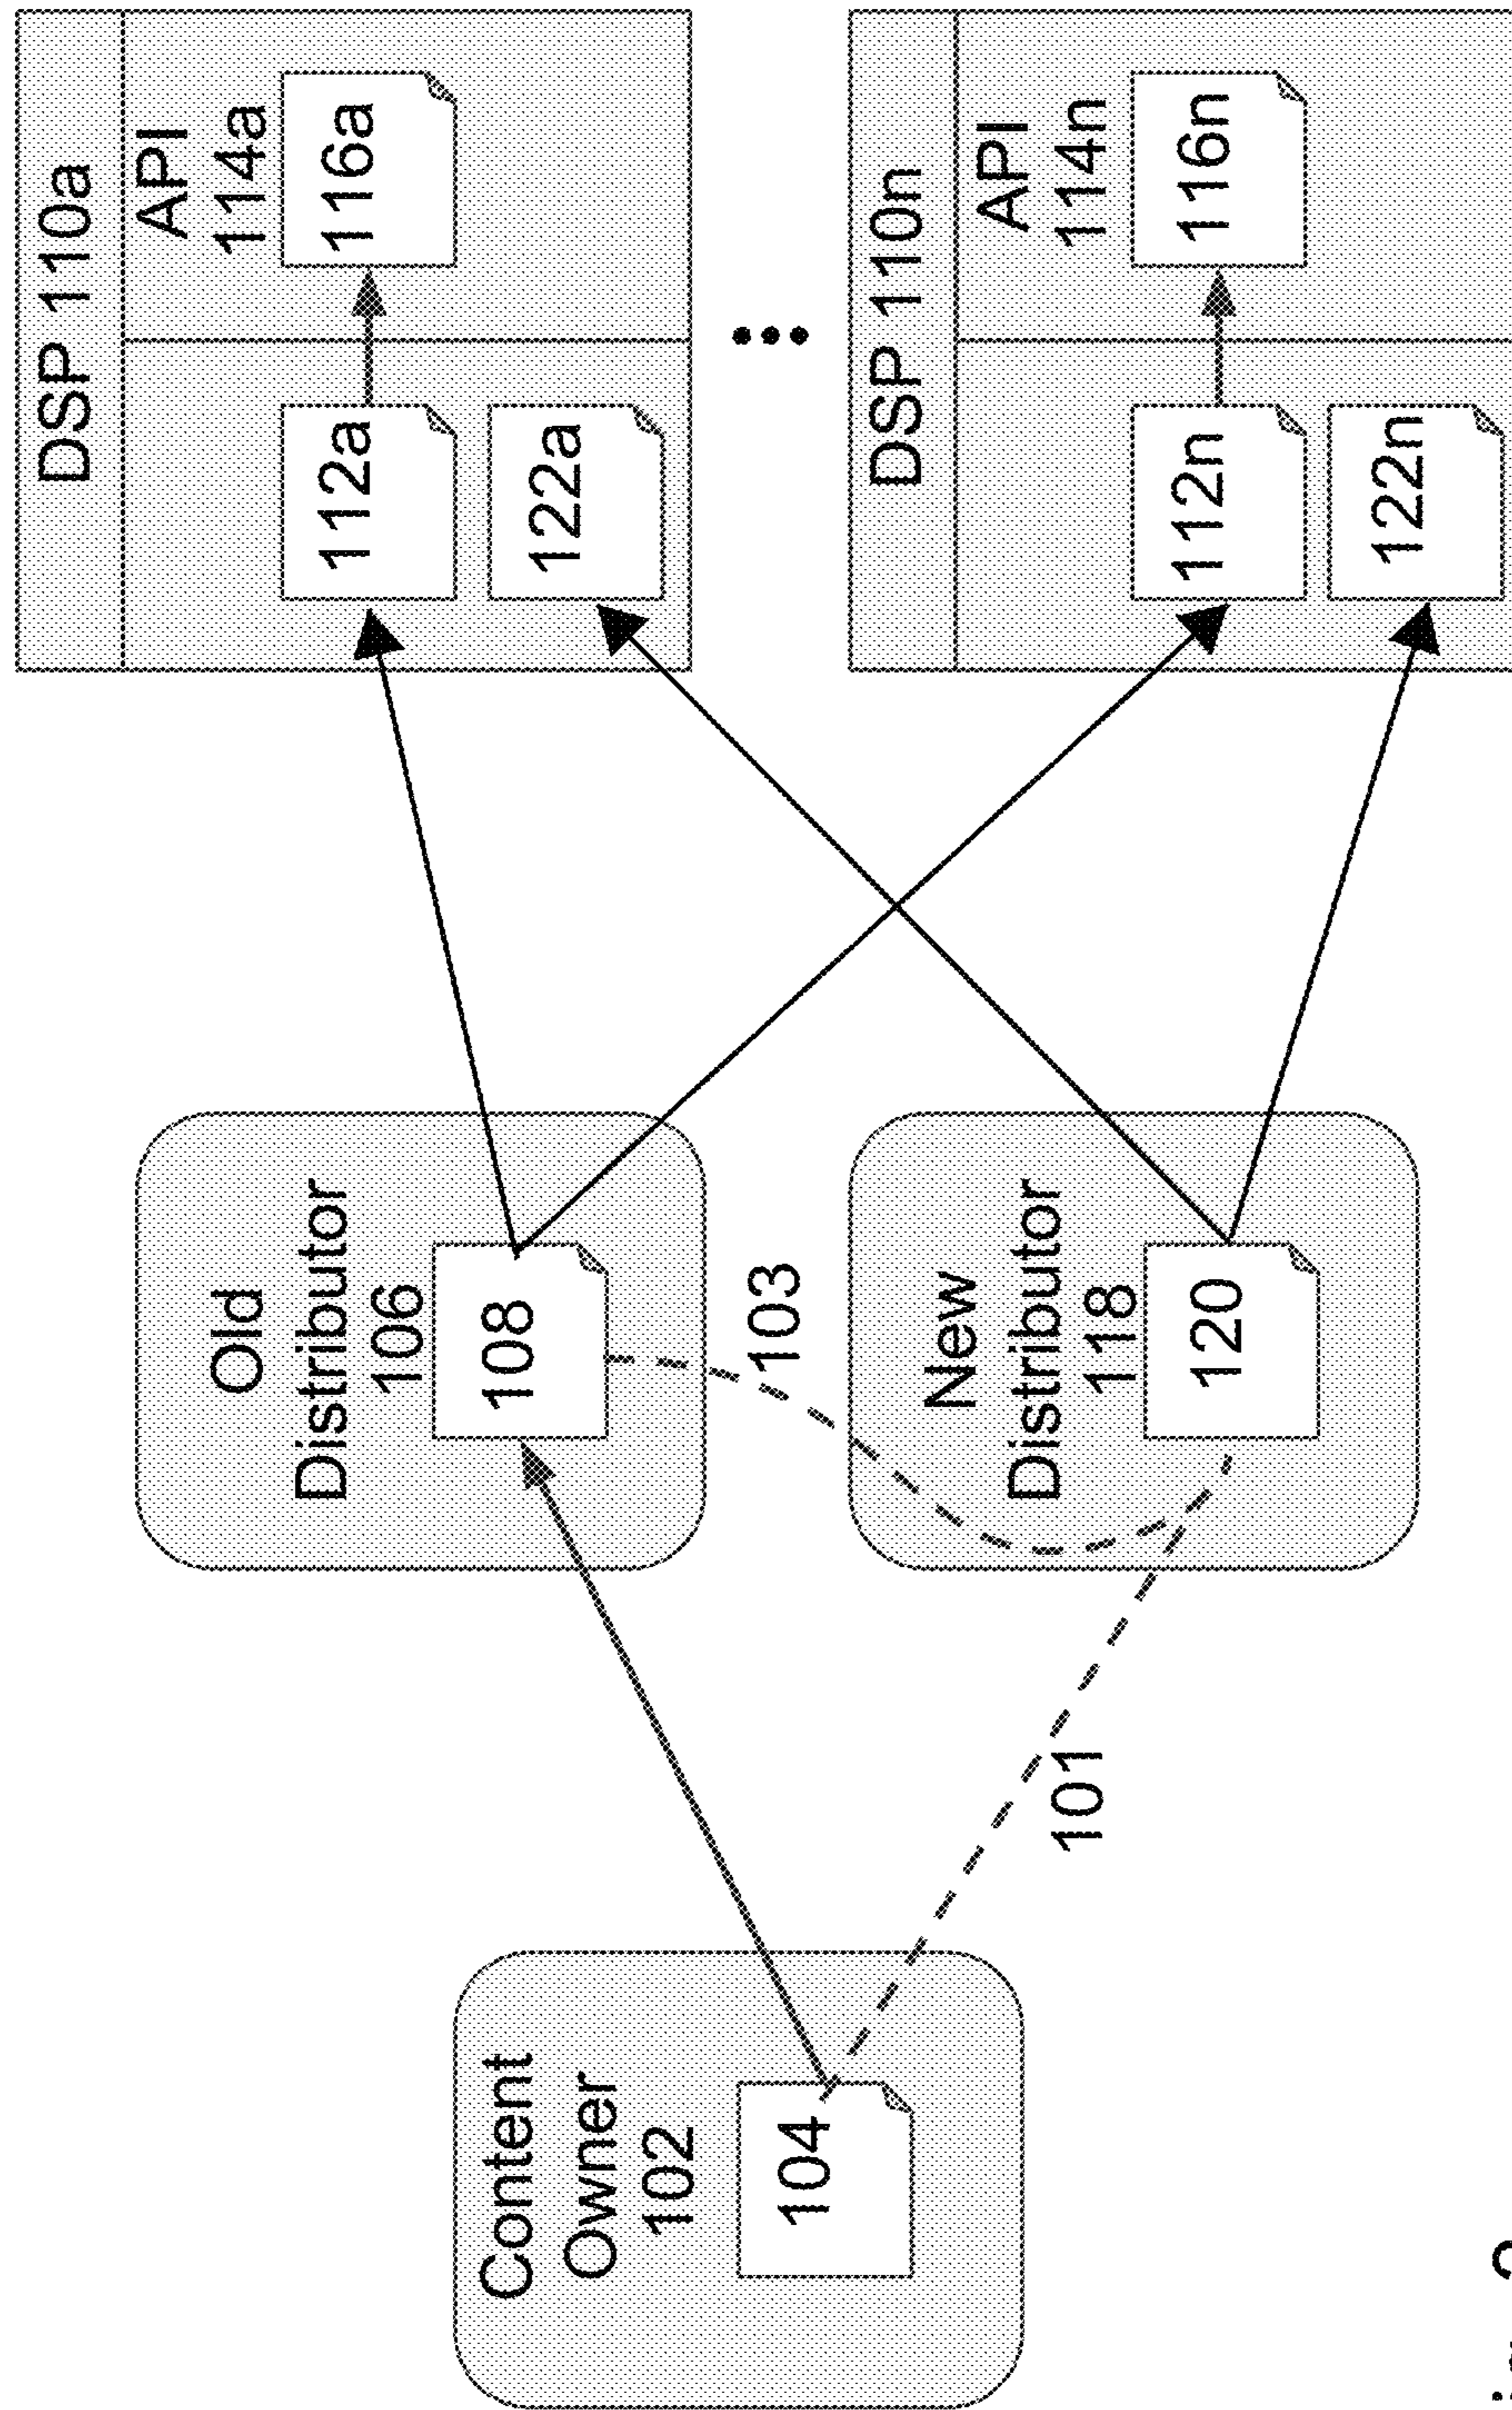 Content
Owner
102
104
101
Old
Distributor
106
108
103
New
Distributor
118
120
DSP 110a
112a
122a
API
114a
116a
DSP 110n
112n
122n
API
114n
116n